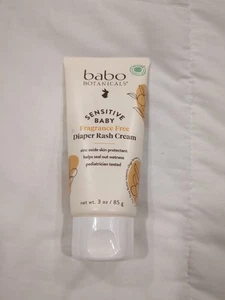 babo
BOTANICALS®
SENSITIVE
BABY
Fragrance Free
Diaper Rash Cream
zinc oxide skin protectant
helps seal out wetness
pediatrician tested
net wt. 3 oz / 85 g